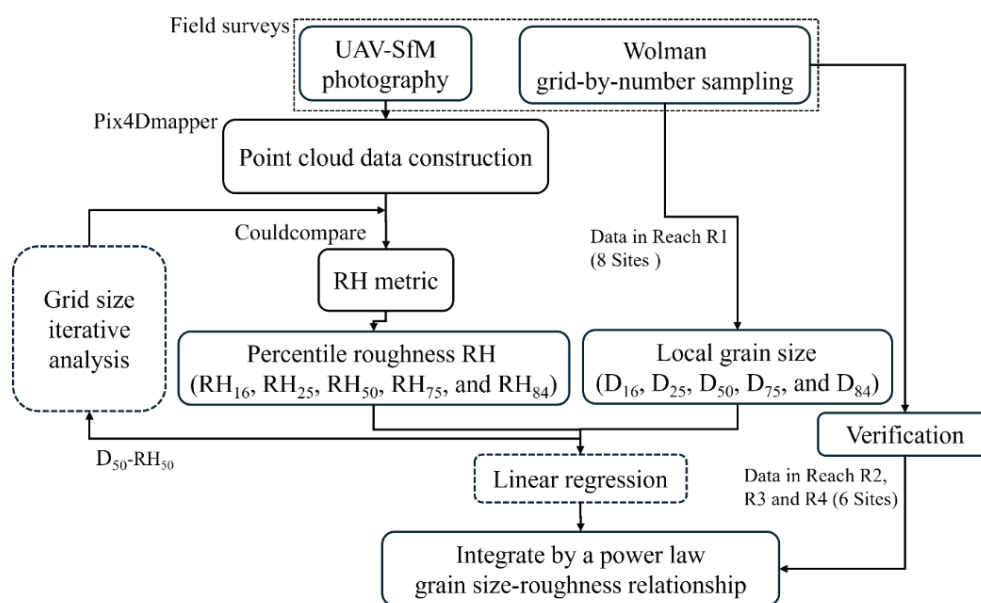 Field surveys
UAV-SfM
photography
Wolman
grid-by-number sampling
Pix4Dmapper
Point cloud data construction
Couldcompare
Data in Reach R1
(8 Sites )
RH metric
Grid size
iterative
analysis
Percentile roughness RH
(RH₁₆, RH₂₅, RH₅₀, RH₇₅, and RH₈₄)
Local grain size
(D₁₆, D₂₅, D₅₀, D₇₅, and D₈₄)
Verification
D₅₀-RH₅₀
Linear regression
Data in Reach R2,
R3 and R4 (6 Sites)
Integrate by a power law
grain size-roughness relationship